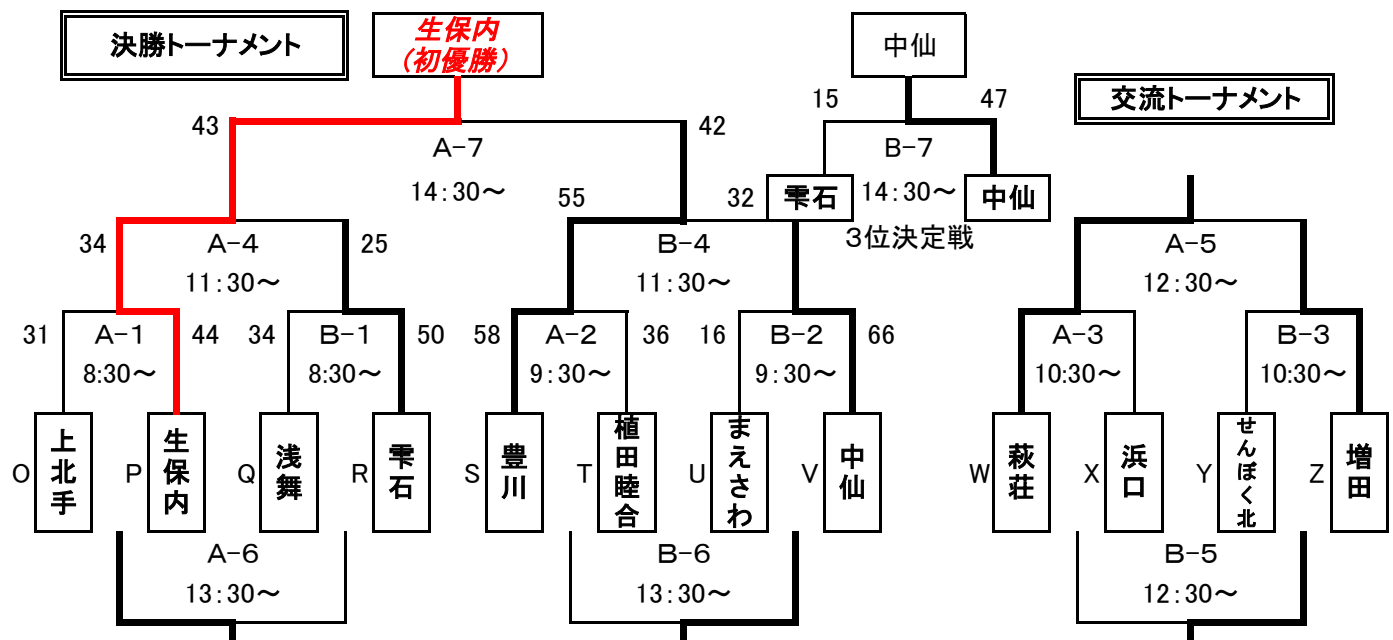 決勝トーナメント
生保内
(初優勝)
中仙
交流トーナメント
43
42
15
47
A-7
14:30～
B-7
14:30～
雫石
中仙
3位決定戦
34
25
55
32
A-4
11:30～
B-4
11:30～
A-5
12:30～
31
44
34
50
58
36
16
66
A-1
8:30～
B-1
8:30～
A-2
9:30～
B-2
9:30～
A-3
10:30～
B-3
10:30～
O
上北手
P
生保内
Q
浅舞
R
雫石
S
豊川
T
植田睦合
U
まえさわ
V
中仙
W
萩荘
X
浜口
Y
せんぼく北
Z
増田
A-6
13:30～
B-6
13:30～
B-5
12:30～